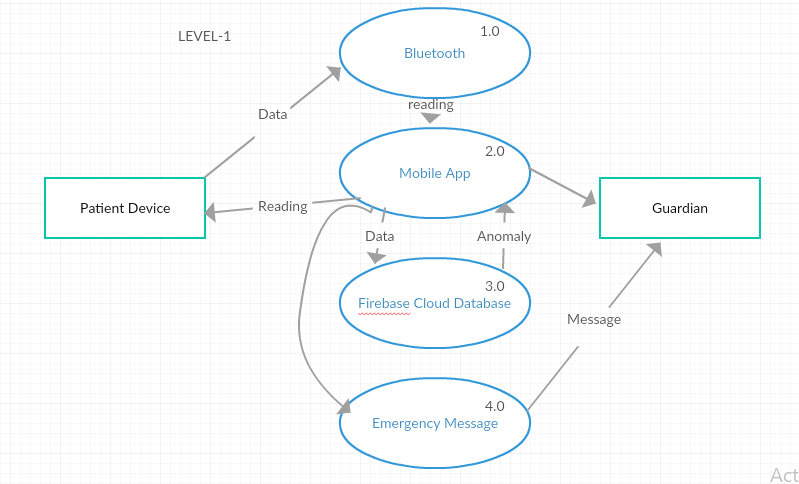 LEVEL-1
1.0
Bluetooth
reading
Data
2.0
Mobile App
Patient Device
Reading
Guardian
Data
Anomaly
3.0
Firebase Cloud Database
Message
4.0
Emergency Message
Act